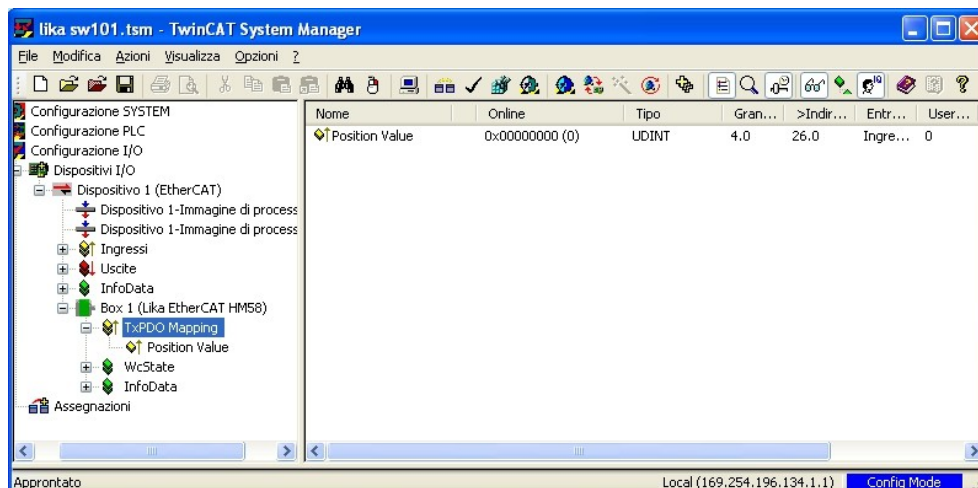 lika sw101.tsm - TwinCAT System Manager
File Modifica Azioni Visualizza Opzioni ?
Configurazione SYSTEM
Configurazione PLC
Configurazione I/O
Dispositivi I/O
Dispositivo 1 (EtherCAT)
Dispositivo 1-Immagine di process
Dispositivo 1-Immagine di process
Ingressi
Uscite
InfoData
Box 1 (Lika EtherCAT HM58)
TxPDO Mapping
Position Value
WcState
InfoData
Assegnazioni
Nome Online Tipo Gran... >Indir... Entr... User...
Position Value 0x00000000 (0) UDINT 4.0 26.0 Ingre... 0
Approntato Local (169.254.196.134.1.1) Config Mode